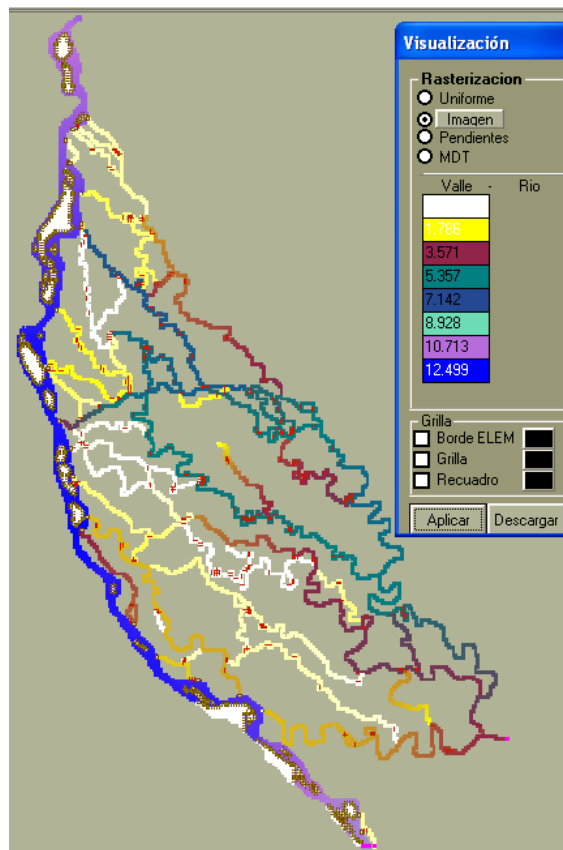 Visualización
Rasterizacion
Uniforme
Imagen
Pendientes
MDT
Valle - Rio
1.786
3.571
5.357
7.142
8.928
10.713
12.499
Grilla
Borde ELEM
Grilla
Recuadro
Aplicar Descargar